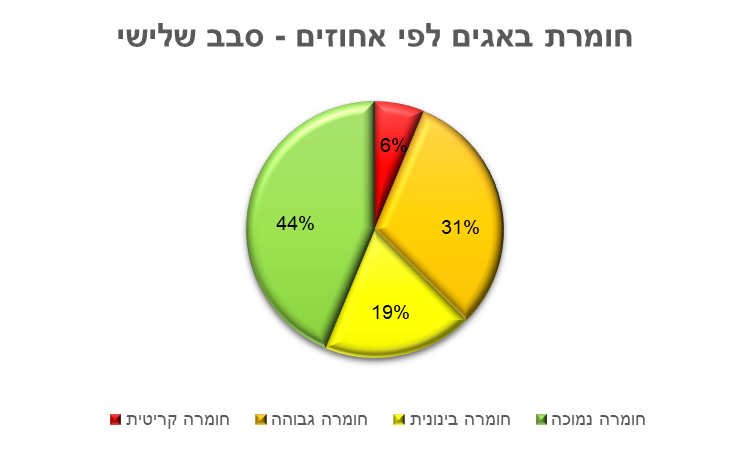 חומרת באגים לפי אחוזים - סבב שלישי
6%
31%
44%
19%
חומרה קריטית
חומרה גבוהה
חומרה בינונית
חומרה נמוכה